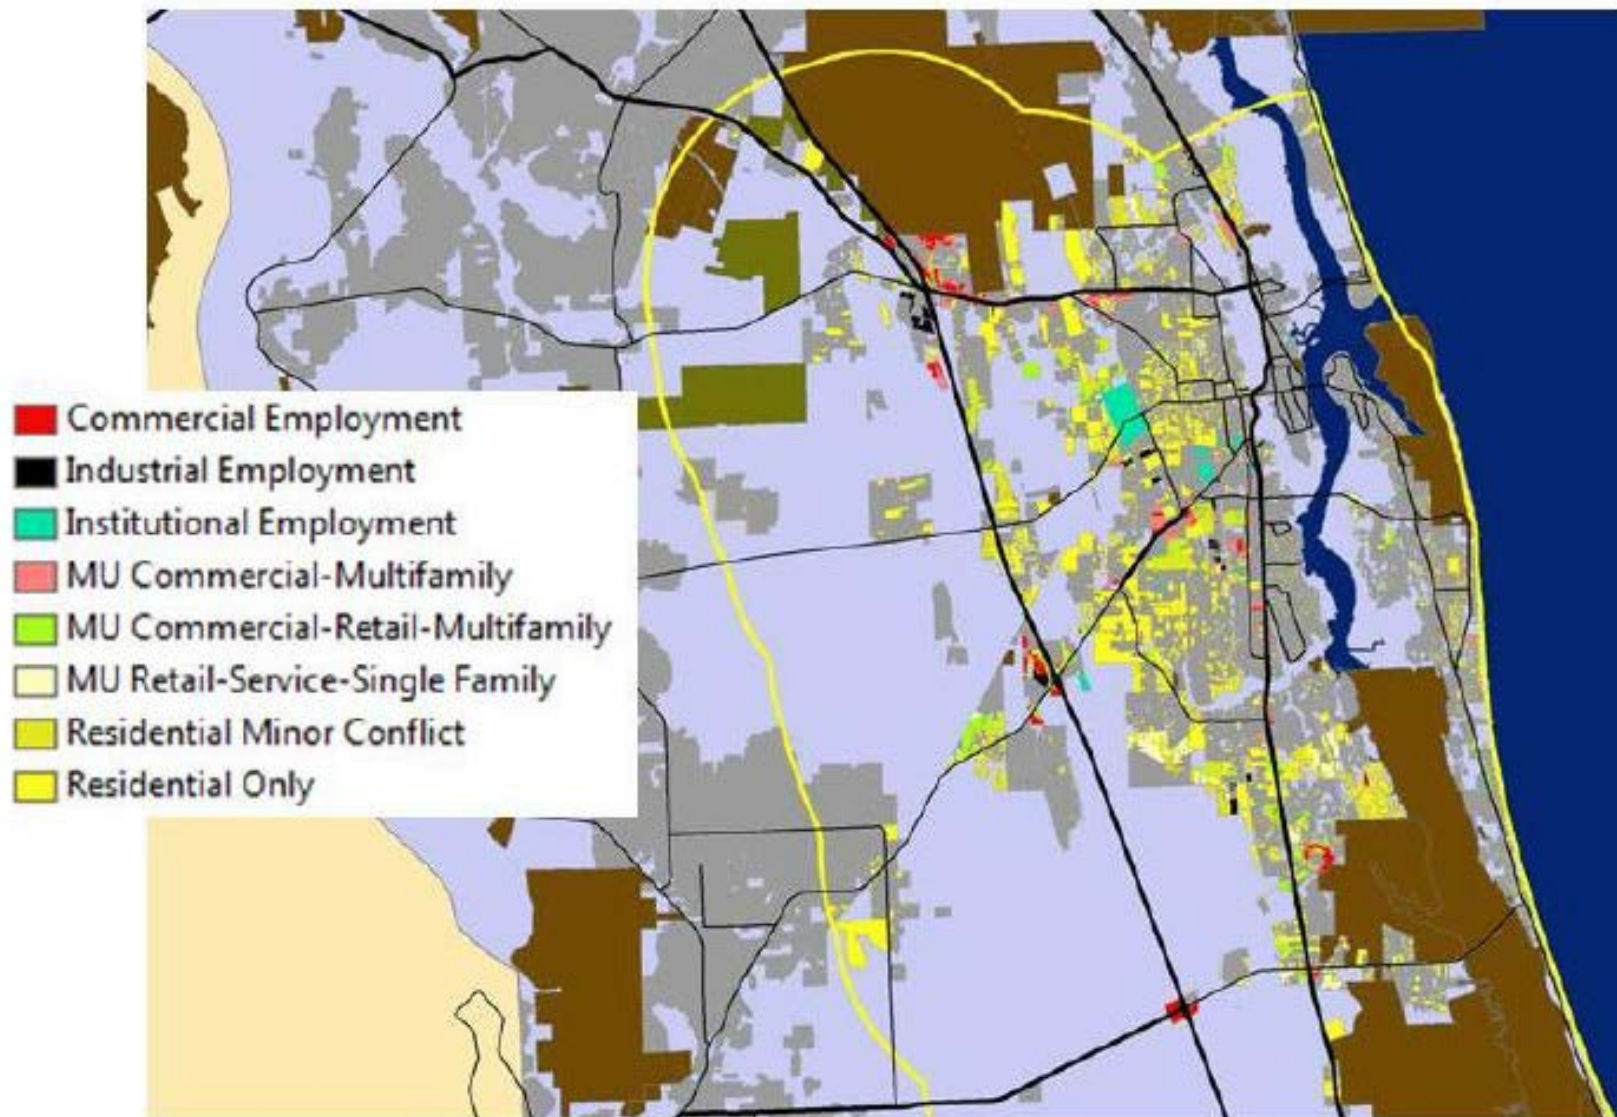 Commercial Employment
Industrial Employment
Institutional Employment
MU Commercial-Multifamily
MU Commercial-Retail-Multifamily
MU Retail-Service-Single Family
Residential Minor Conflict
Residential Only